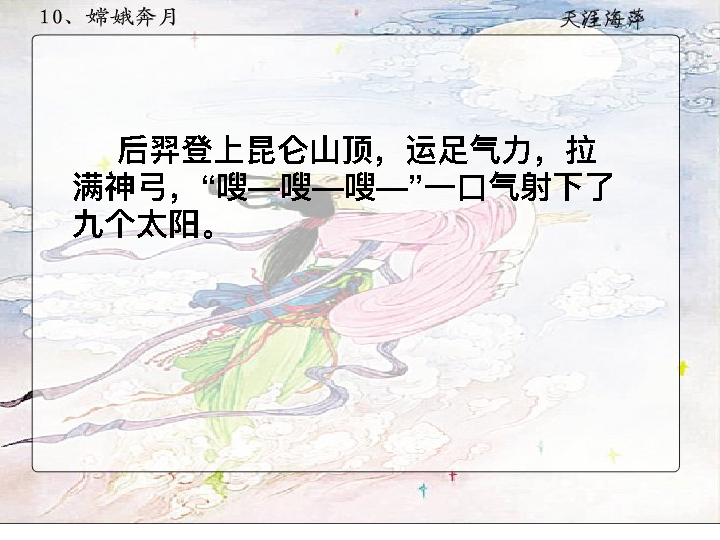 10、嫦娥奔月
天涯海萍
后羿登上昆仑山顶，运足气力，拉
满神弓，“嗖—嗖—嗖—”一口气射下了
九个太阳。